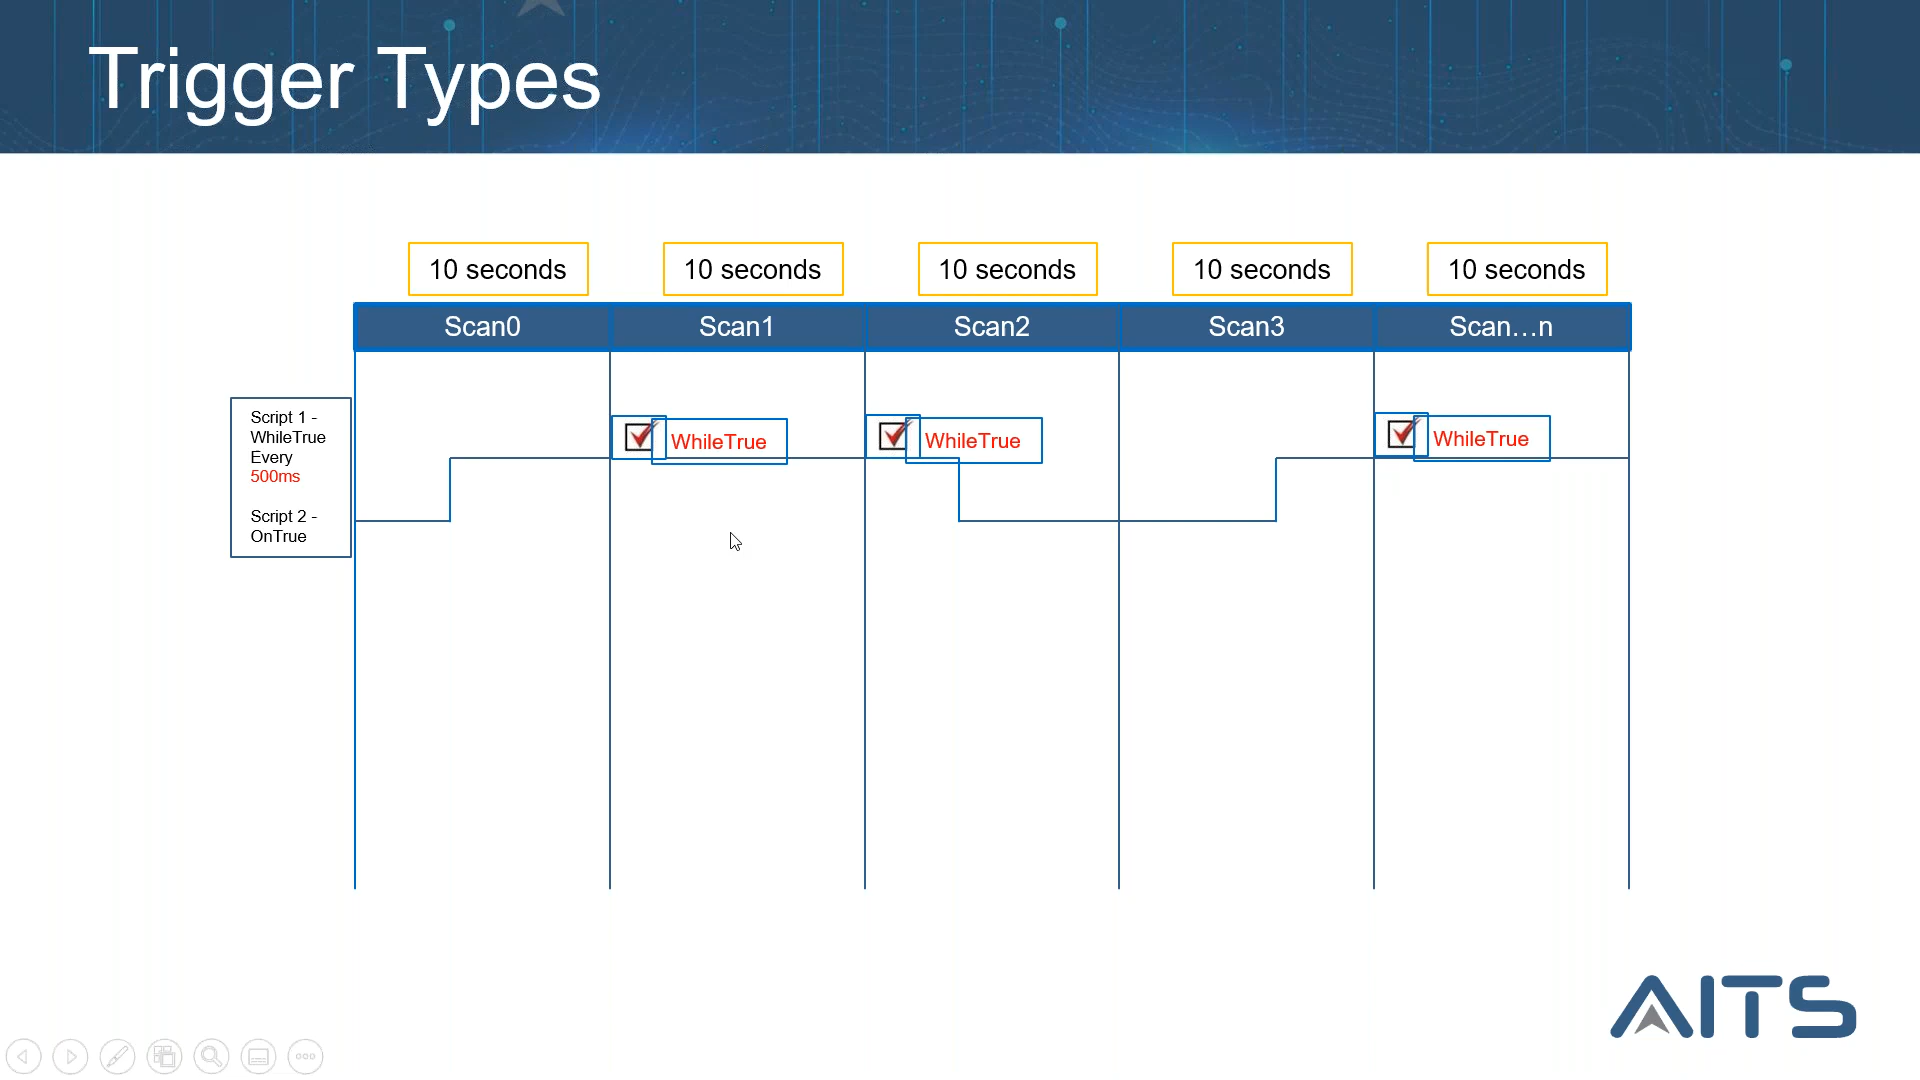 Trigger Types
10 seconds
10 seconds
10 seconds
10 seconds
10 seconds
Scan0
Scan1
Scan2
Scan3
Scan…n
Script 1 -
WhileTrue
Every
500ms
Script 2 -
OnTrue
WhileTrue
WhileTrue
WhileTrue
AITS